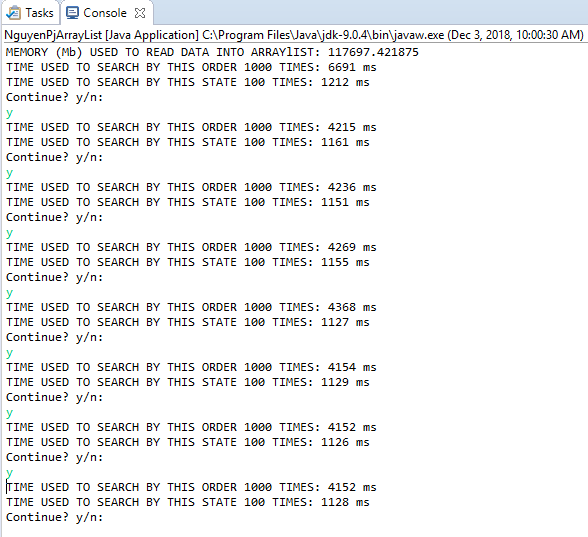 Tasks Console
NguyenPjArrayList [Java Application] C:\Program Files\Java\jdk-9.0.4\bin\javaw.exe (Dec 3, 2018, 10:00:30 AM)
MEMORY (Mb) USED TO READ DATA INTO ARRAYlIST: 117697.421875
TIME USED TO SEARCH BY THIS ORDER 1000 TIMES: 6691 ms
TIME USED TO SEARCH BY THIS STATE 100 TIMES: 1212 ms
Continue? y/n:
y
TIME USED TO SEARCH BY THIS ORDER 1000 TIMES: 4215 ms
TIME USED TO SEARCH BY THIS STATE 100 TIMES: 1161 ms
Continue? y/n:
y
TIME USED TO SEARCH BY THIS ORDER 1000 TIMES: 4236 ms
TIME USED TO SEARCH BY THIS STATE 100 TIMES: 1151 ms
Continue? y/n:
y
TIME USED TO SEARCH BY THIS ORDER 1000 TIMES: 4269 ms
TIME USED TO SEARCH BY THIS STATE 100 TIMES: 1155 ms
Continue? y/n:
y
TIME USED TO SEARCH BY THIS ORDER 1000 TIMES: 4368 ms
TIME USED TO SEARCH BY THIS STATE 100 TIMES: 1127 ms
Continue? y/n:
y
TIME USED TO SEARCH BY THIS ORDER 1000 TIMES: 4154 ms
TIME USED TO SEARCH BY THIS STATE 100 TIMES: 1129 ms
Continue? y/n:
y
TIME USED TO SEARCH BY THIS ORDER 1000 TIMES: 4152 ms
TIME USED TO SEARCH BY THIS STATE 100 TIMES: 1126 ms
Continue? y/n:
y
TIME USED TO SEARCH BY THIS ORDER 1000 TIMES: 4152 ms
TIME USED TO SEARCH BY THIS STATE 100 TIMES: 1128 ms
Continue? y/n: